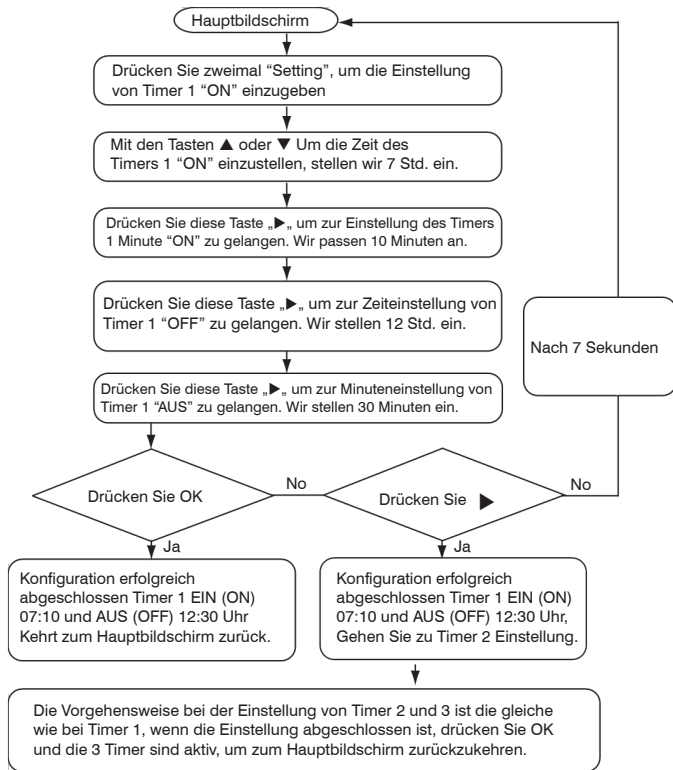 Hauptbildschirm
Drücken Sie zweimal “Setting”, um die Einstellung
von Timer 1 “ON” einzugeben
Mit den Tasten ▲ oder ▼ Um die Zeit des
Timers 1 “ON” einzustellen, stellen wir 7 Std. ein.
Drücken Sie diese Taste „▶„ um zur Einstellung des Timers
1 Minute “ON” zu gelangen. Wir passen 10 Minuten an.
Drücken Sie diese Taste „▶„ um zur Zeiteinstellung von
Timer 1 “OFF” zu gelangen. Wir stellen 12 Std. ein.
Nach 7 Sekunden
Drücken Sie diese Taste „▶„ um zur Minuteneinstellung von
Timer 1 “AUS” zu gelangen. Wir stellen 30 Minuten ein.
Drücken Sie OK
No
Drücken Sie ▶
No
Ja
Ja
Konfiguration erfolgreich
abgeschlossen Timer 1 EIN (ON)
07:10 und AUS (OFF) 12:30 Uhr
Kehrt zum Hauptbildschirm zurück.
Konfiguration erfolgreich
abgeschlossen Timer 1 EIN (ON)
07:10 und AUS (OFF) 12:30 Uhr,
Gehen Sie zu Timer 2 Einstellung.
Die Vorgehensweise bei der Einstellung von Timer 2 und 3 ist die gleiche
wie bei Timer 1, wenn die Einstellung abgeschlossen ist, drücken Sie OK
und die 3 Timer sind aktiv, um zum Hauptbildschirm zurückzukehren.